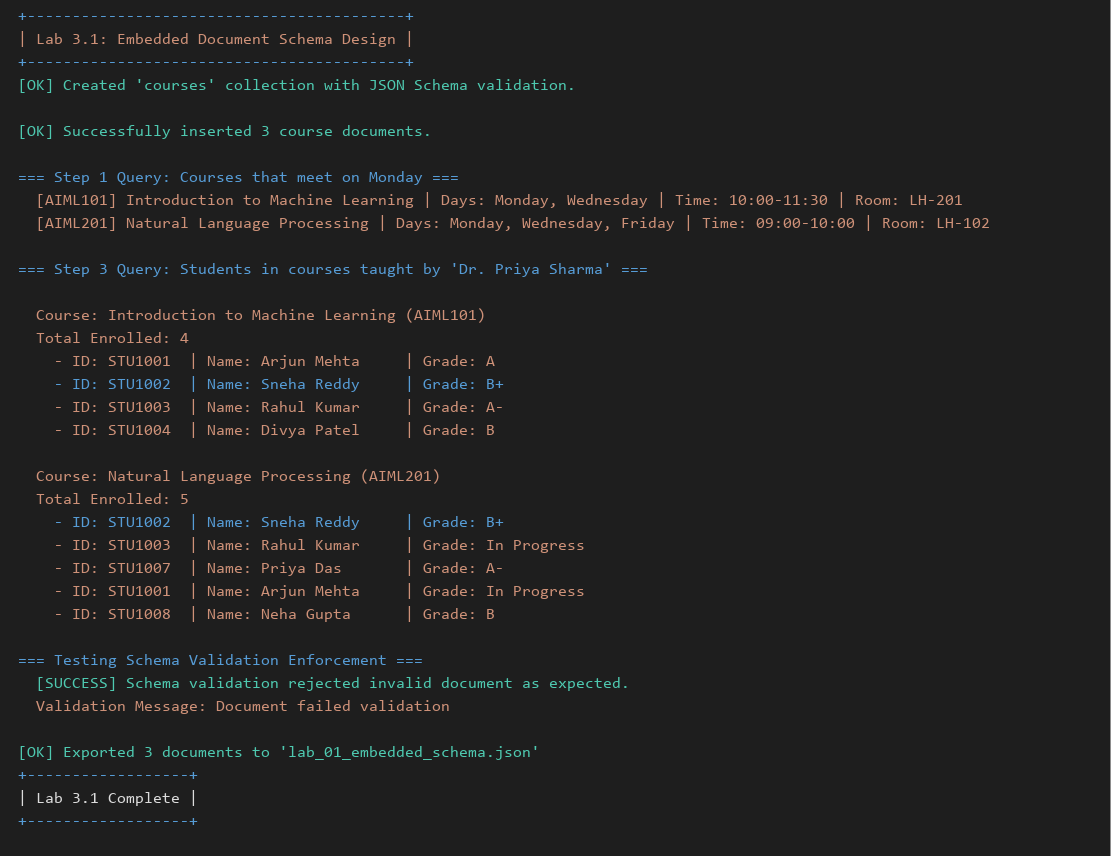 +------------------------------------------+
| Lab 3.1: Embedded Document Schema Design |
+------------------------------------------+
[OK] Created 'courses' collection with JSON Schema validation.

[OK] Successfully inserted 3 course documents.

=== Step 1 Query: Courses that meet on Monday ===
  [AIML101] Introduction to Machine Learning | Days: Monday, Wednesday | Time: 10:00-11:30 | Room: LH-201
  [AIML201] Natural Language Processing | Days: Monday, Wednesday, Friday | Time: 09:00-10:00 | Room: LH-102

=== Step 3 Query: Students in courses taught by 'Dr. Priya Sharma' ===

  Course: Introduction to Machine Learning (AIML101)
  Total Enrolled: 4
    - ID: STU1001  | Name: Arjun Mehta     | Grade: A
    - ID: STU1002  | Name: Sneha Reddy     | Grade: B+
    - ID: STU1003  | Name: Rahul Kumar     | Grade: A-
    - ID: STU1004  | Name: Divya Patel     | Grade: B

  Course: Natural Language Processing (AIML201)
  Total Enrolled: 5
    - ID: STU1002  | Name: Sneha Reddy     | Grade: B+
    - ID: STU1003  | Name: Rahul Kumar     | Grade: In Progress
    - ID: STU1007  | Name: Priya Das       | Grade: A-
    - ID: STU1001  | Name: Arjun Mehta     | Grade: In Progress
    - ID: STU1008  | Name: Neha Gupta      | Grade: B

=== Testing Schema Validation Enforcement ===
  [SUCCESS] Schema validation rejected invalid document as expected.
  Validation Message: Document failed validation

[OK] Exported 3 documents to 'lab_01_embedded_schema.json'
+------------------+
| Lab 3.1 Complete |
+------------------+